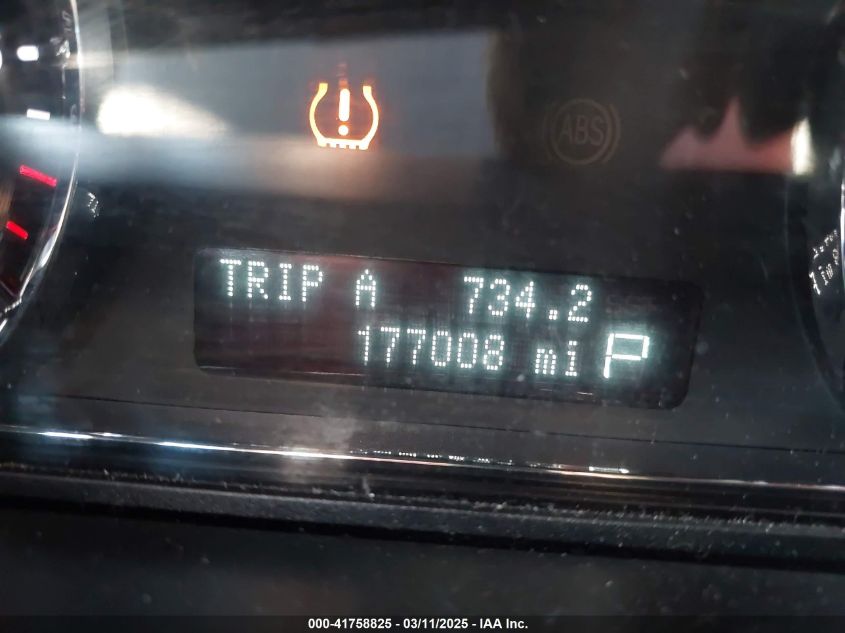 ABS
TRIP A 734.2
177008 mi P
000-41758825 - 03/11/2025 - IAA Inc.